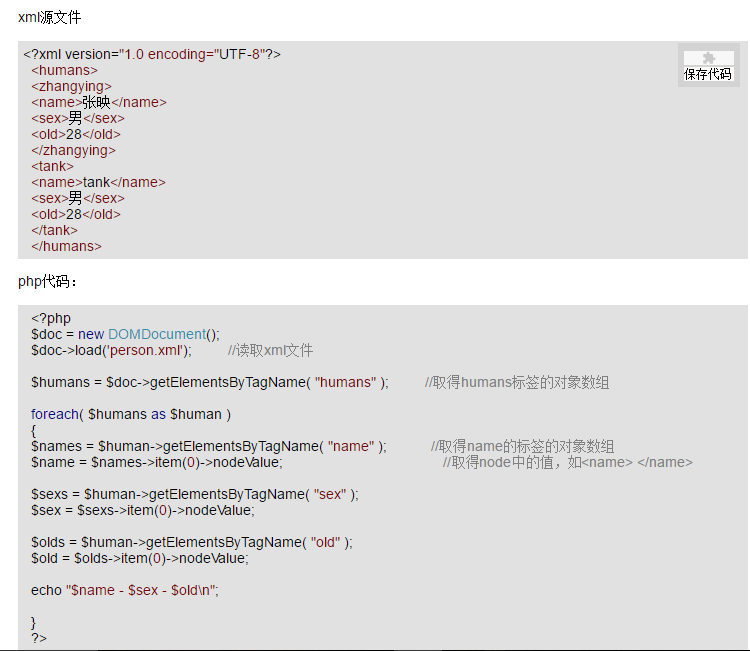 xml源文件
<?xml version="1.0 encoding="UTF-8"?>
保存代码
<humans>
<zhangying>
<name>张映</name>
<sex>男</sex>
<old>28</old>
</zhangying>
<tank>
<name>tank</name>
<sex>男</sex>
<old>28</old>
</tank>
</humans>
php代码：
<?php
$doc = new DOMDocument();
$doc->load('person.xml'); //读取xml文件
$humans = $doc->getElementsByTagName( "humans" ); //取得humans标签的对象数组
foreach( $humans as $human )
{
$names = $human->getElementsByTagName( "name" ); //取得name的标签的对象数组
$name = $names->item(0)->nodeValue; //取得node中的值，如<name> </name>
$sexs = $human->getElementsByTagName( "sex" );
$sex = $sexs->item(0)->nodeValue;
$olds = $human->getElementsByTagName( "old" );
$old = $olds->item(0)->nodeValue;
echo "$name - $sex - $old\n";
}
?>